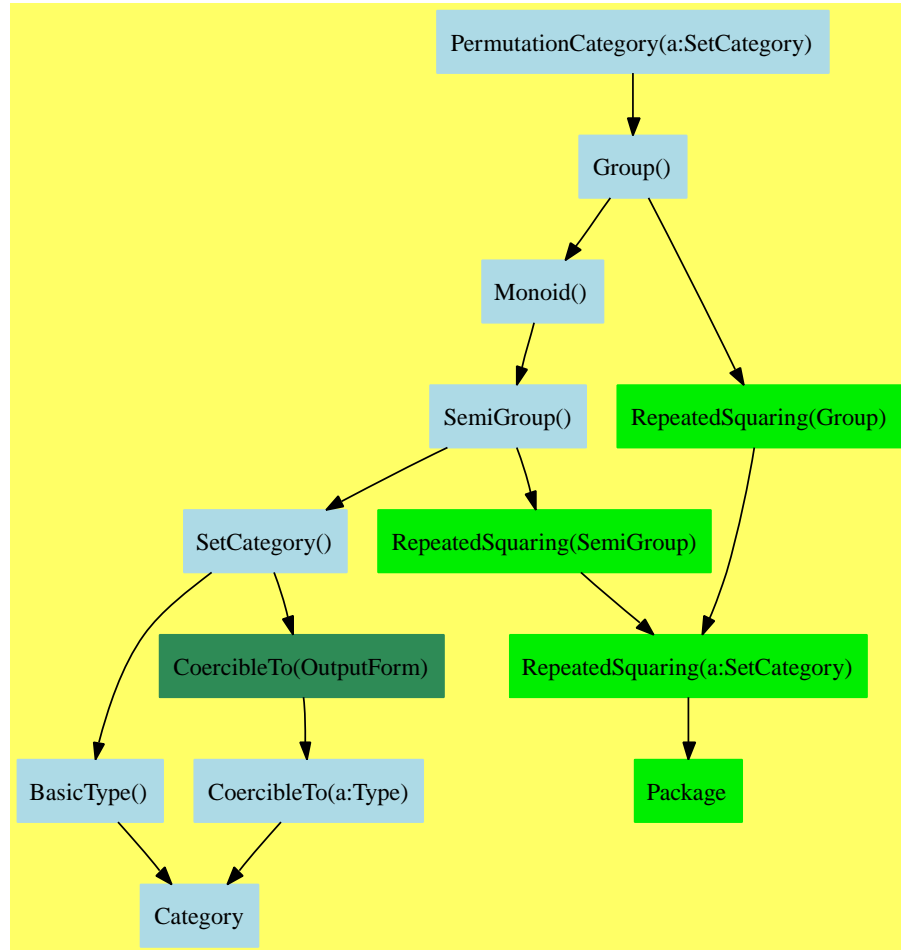 PermutationCategory(a:SetCategory)
Group()
Monoid()
SemiGroup()
RepeatedSquaring(Group)
SetCategory()
RepeatedSquaring(SemiGroup)
CoercibleTo(OutputForm)
RepeatedSquaring(a:SetCategory)
BasicType()
CoercibleTo(a:Type)
Package
Category